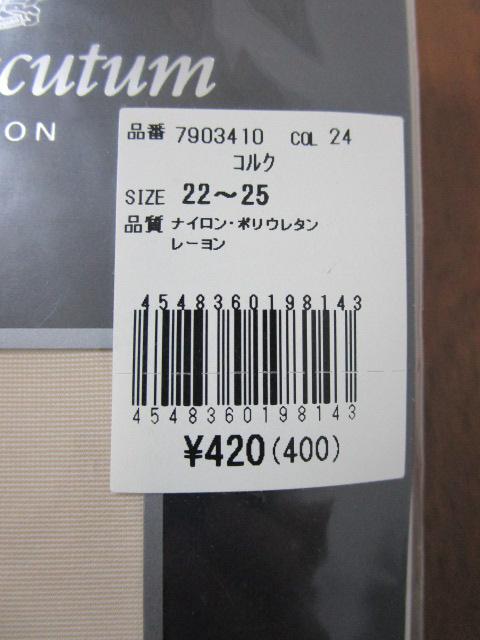 cutum
ON
品番 7903410 COL 24
コルク
SIZE 22～25
品質 ナイロン・ポリウレタン
レーヨン
4548360198143
4548360198143
¥420(400)